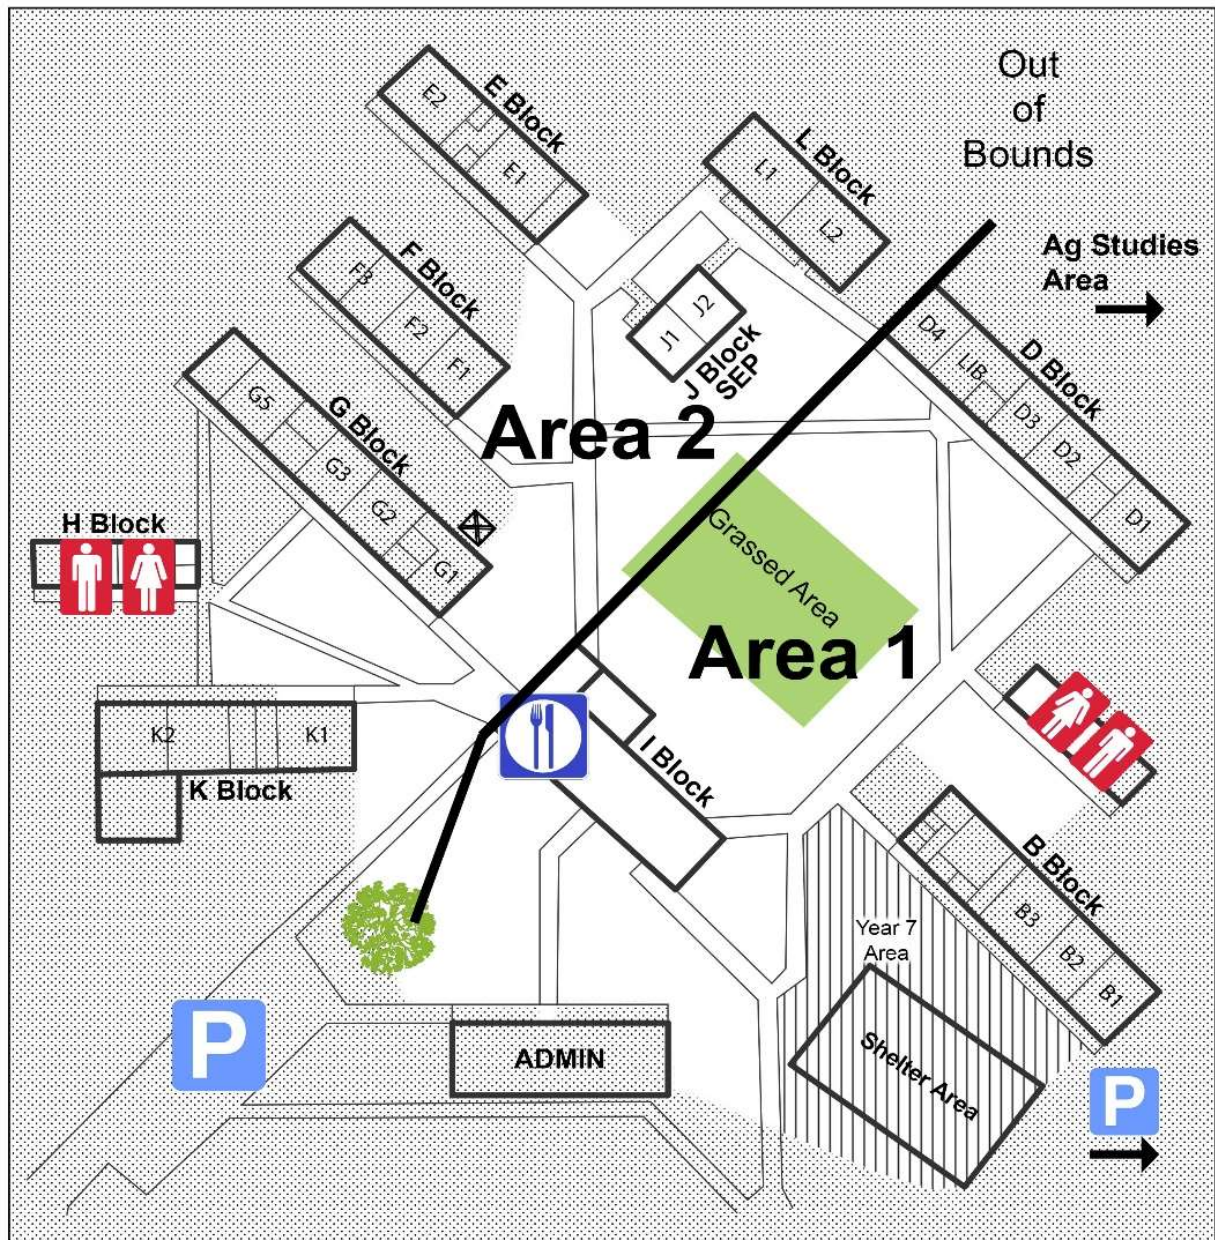 Out
of
Bounds
E Block
E2
E1
L Block
L1
L2
Ag Studies
Area
F Block
F3
F2
F1
J2
J1
J Block
SEP
D Block
D4
LIB
D3
D2
D1
G Block
G5
G3
G2
G1
Area 2
H Block
Grassed Area
Area 1
K2
K1
K Block
I Block
B Block
B3
B2
B1
Year 7
Area
Shelter Area
P
ADMIN
P